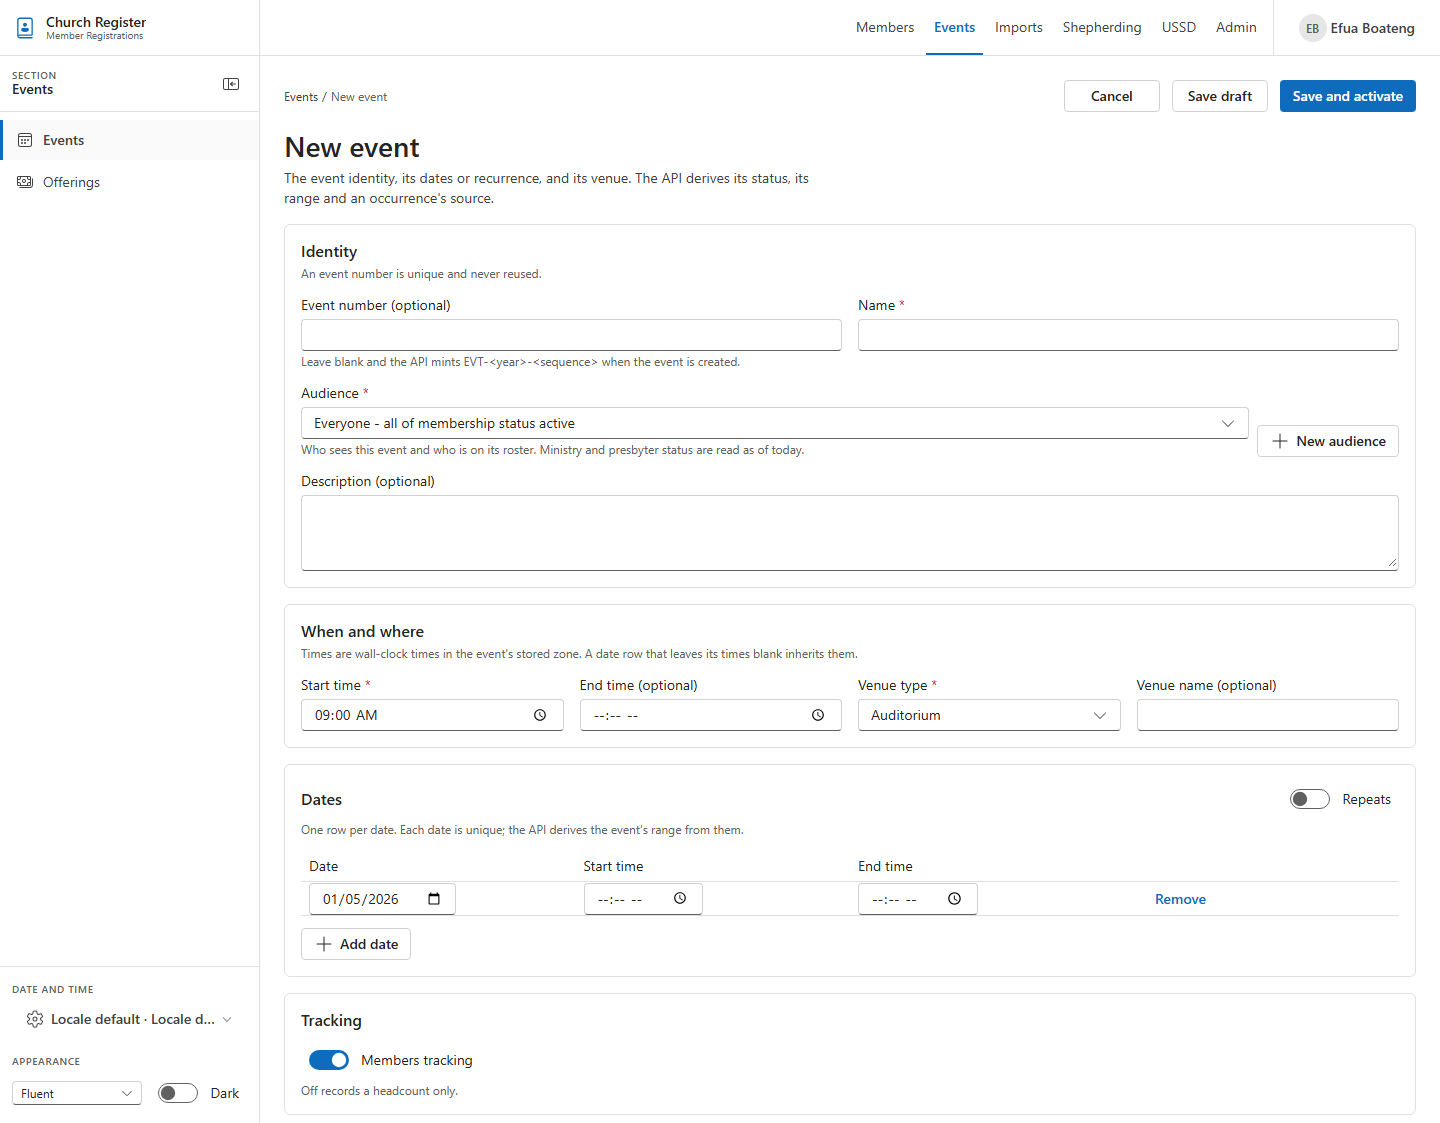 Church Register
Member Registrations
Members
Events
Imports
Shepherding
USSD
Admin
EB
Efua Boateng
SECTION
Events
Events
Offerings
Events / New event
Cancel
Save draft
Save and activate
New event
The event identity, its dates or recurrence, and its venue. The API derives its status, its
range and an occurrence's source.
Identity
An event number is unique and never reused.
Event number (optional)
Name *
Leave blank and the API mints EVT-<year>-<sequence> when the event is created.
Audience *
Everyone - all of membership status active
New audience
Who sees this event and who is on its roster. Ministry and presbyter status are read as of today.
Description (optional)
When and where
Times are wall-clock times in the event's stored zone. A date row that leaves its times blank inherits them.
Start time *
End time (optional)
Venue type *
Venue name (optional)
09:00 AM
--:-- --
Auditorium
Dates
Repeats
One row per date. Each date is unique; the API derives the event's range from them.
Date
Start time
End time
01/05/2026
--:-- --
--:-- --
Remove
Add date
Tracking
Members tracking
Off records a headcount only.
DATE AND TIME
Locale default · Locale d...
APPEARANCE
Fluent
Dark